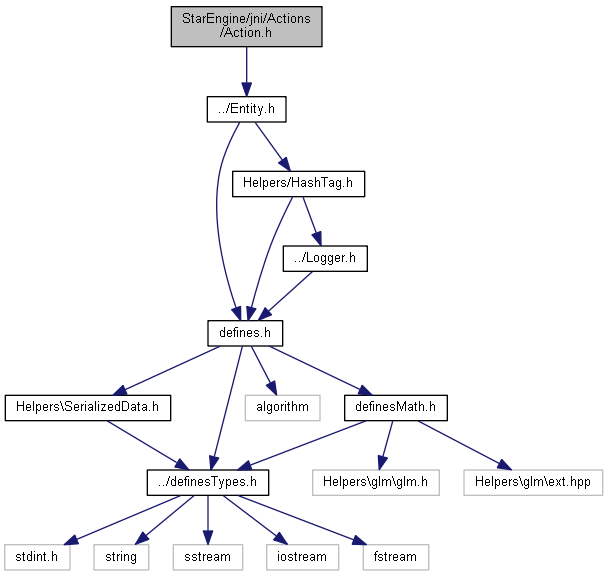 StarEngine/jni/Actions
/Action.h
../Entity.h
Helpers/HashTag.h
../Logger.h
defines.h
Helpers\SerializedData.h
algorithm
definesMath.h
../definesTypes.h
Helpers\glm\glm.h
Helpers\glm\ext.hpp
stdint.h
string
sstream
iostream
fstream